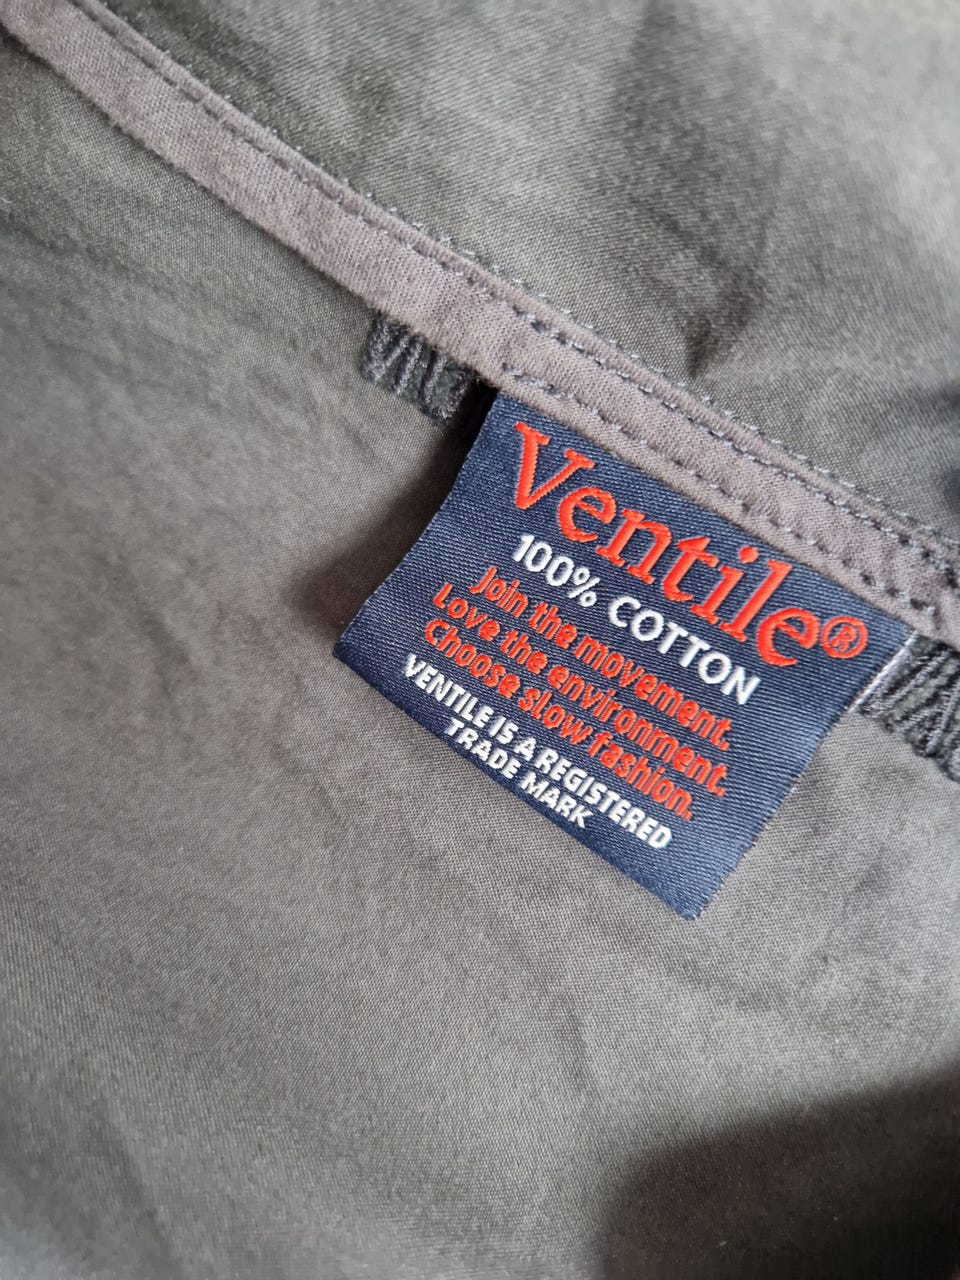 Ventile®
100% COTTON
Join the movement.
Love the environment.
Choose slow fashion.
VENTILE IS A REGISTERED
TRADE MARK